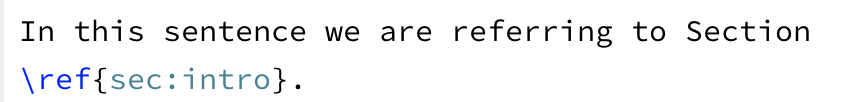 In this sentence we are referring to Section
\ref{sec:intro}.